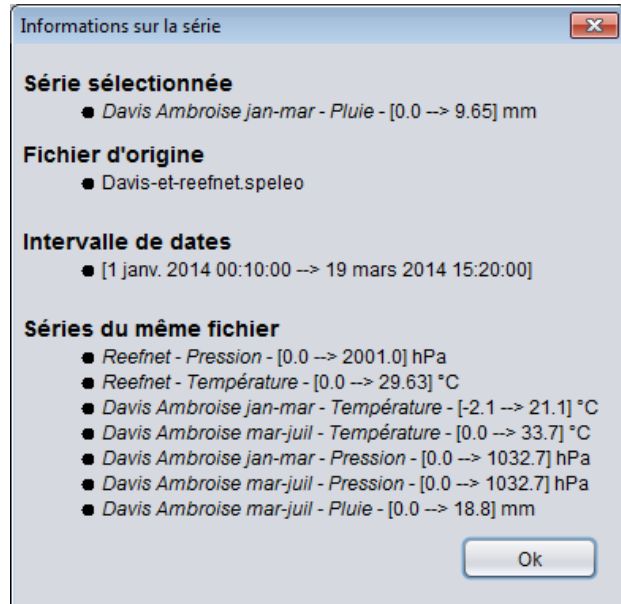 Informations sur la série
Série sélectionnée
Davis Ambroise jan-mar - Pluie - [0.0 --> 9.65] mm
Fichier d'origine
Davis-et-reefnet.speleo
Intervalle de dates
[1 janv. 2014 00:10:00 --> 19 mars 2014 15:20:00]
Séries du même fichier
Reefnet - Pression - [0.0 --> 2001.0] hPa
Reefnet - Température - [0.0 --> 29.63] °C
Davis Ambroise jan-mar - Température - [-2.1 --> 21.1] °C
Davis Ambroise mar-juil - Température - [0.0 --> 33.7] °C
Davis Ambroise jan-mar - Pression - [0.0 --> 1032.7] hPa
Davis Ambroise mar-juil - Pression - [0.0 --> 1032.7] hPa
Davis Ambroise mar-juil - Pluie - [0.0 --> 18.8] mm
Ok